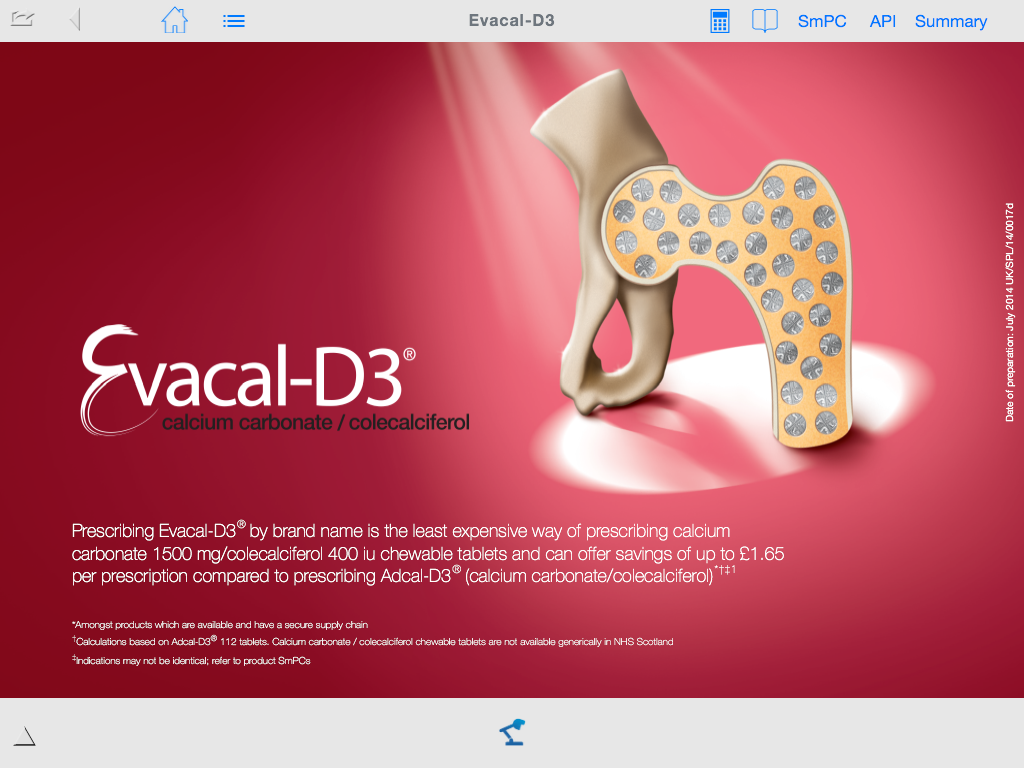 Evacal-D3
SmPC
API
Summary
Date of preparation: July 2014 UK/SPL/14/0017d
Evacal-D3®
calcium carbonate / colecalciferol
Prescribing Evacal-D3® by brand name is the least expensive way of prescribing calcium
carbonate 1500 mg/colecalciferol 400 iu chewable tablets and can offer savings of up to £1.65
per prescription compared to prescribing Adcal-D3® (calcium carbonate/colecalciferol)*†‡1
*Amongst products which are available and have a secure supply chain
†Calculations based on Adcal-D3® 112 tablets. Calcium carbonate / colecalciferol chewable tablets are not available generically in NHS Scotland
‡Indications may not be identical; refer to product SmPCs